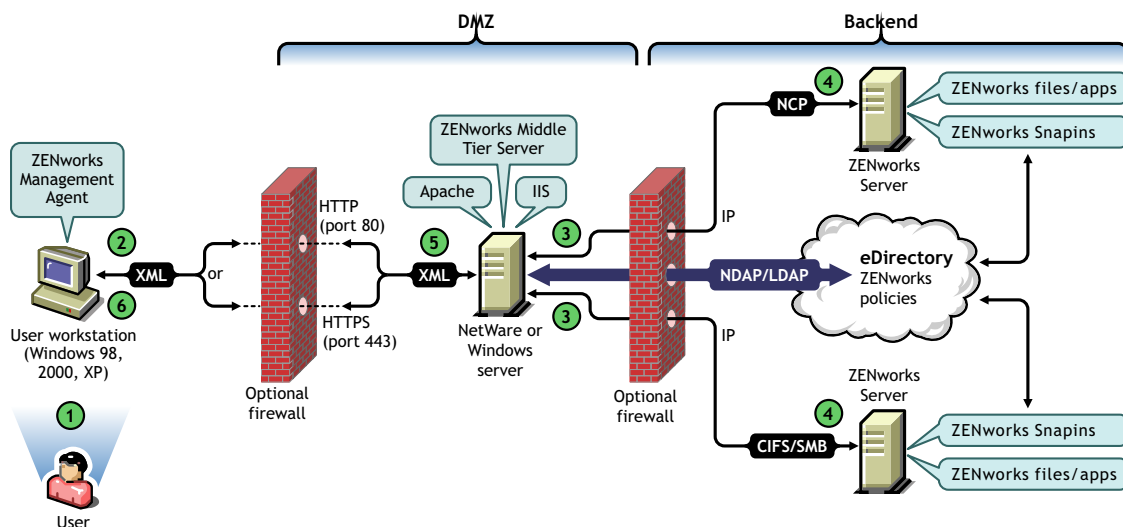 DMZ
Backend
4
NCP
ZENworks files/apps
ZENworks Snapins
ZENworks
Server
ZENworks Middle
Tier Server
Apache
IIS
ZENworks
Management
Agent
HTTP
(port 80)
IP
2
XML
or
5
XML
3
NDAP/LDAP
eDirectory
ZENworks
policies
6
3
HTTPS
(port 443)
IP
User workstation
(Windows 98,
2000, XP)
NetWare or
Windows
server
Optional
firewall
Optional
firewall
ZENworks
Server
1
4
CIFS/SMB
ZENworks Snapins
ZENworks files/apps
User